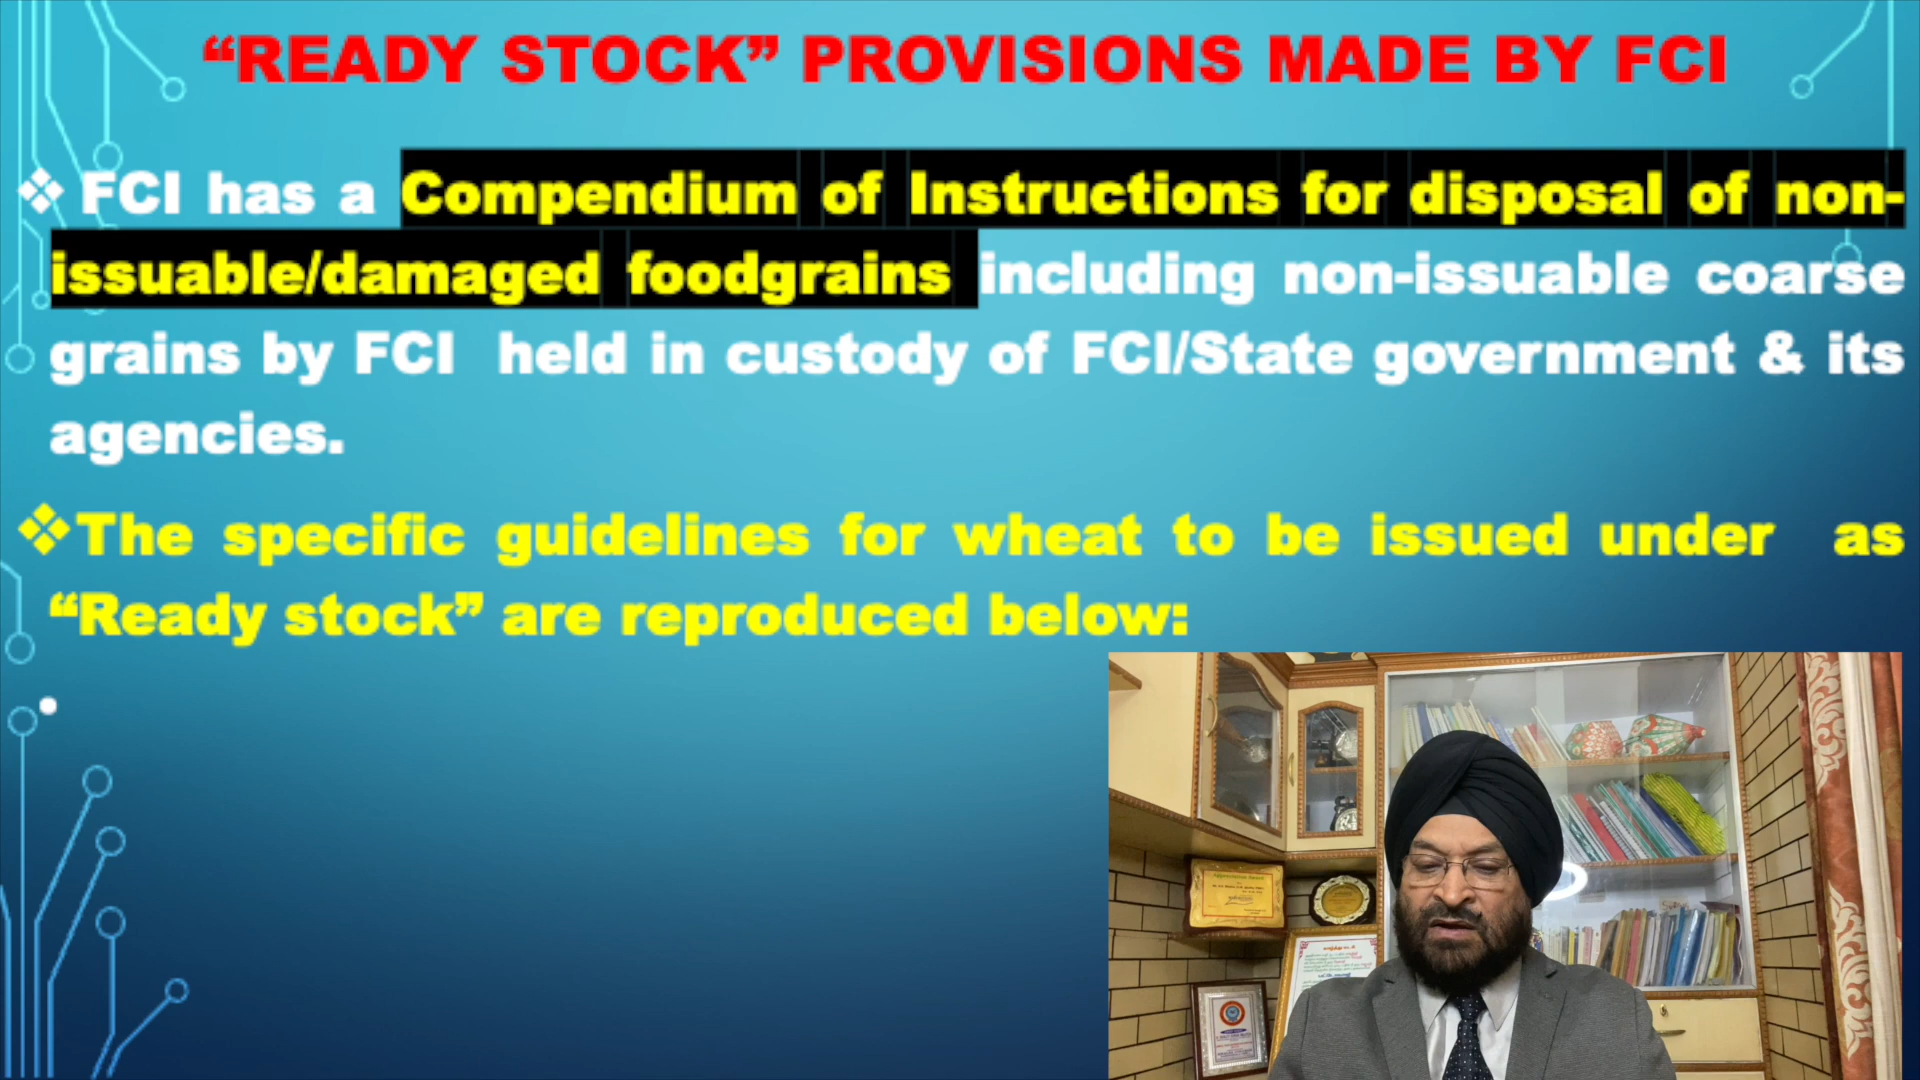 “READY STOCK” PROVISIONS MADE BY FCI
❖ FCI has a Compendium of Instructions for disposal of non-
issuable/damaged foodgrains including non-issuable coarse
grains by FCI held in custody of FCI/State government & its
agencies.
❖ The specific guidelines for wheat to be issued under as
“Ready stock” are reproduced below:
•
Appreciation Award